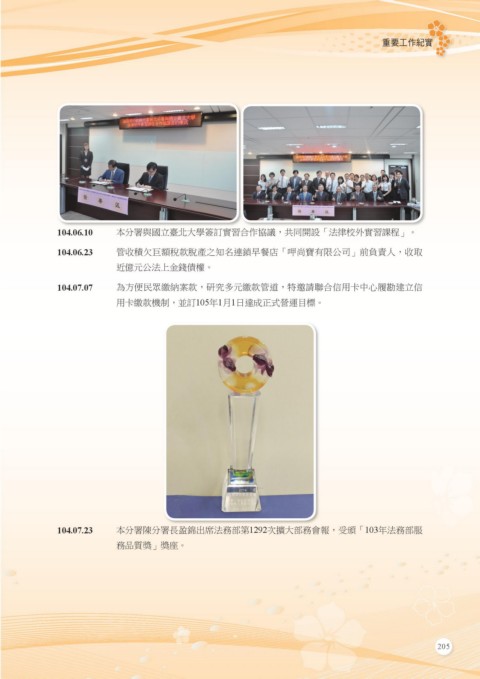 重要工作紀實
104.06.10 本分署與國立臺北大學簽訂實習合作協議，共同開設「法律校外實習課程」。
104.06.23 管收積欠巨額稅款脫產之知名連鎖早餐店「呷尚寶有限公司」前負責人，收取
近億元公法上金錢債權。
104.07.07 為方便民眾繳納案款，研究多元繳款管道，特邀請聯合信用卡中心履勘建立信
用卡繳款機制，並訂105年1月1日達成正式營運目標。
104.07.23 本分署陳分署長盈錦出席法務部第1292次擴大部務會報，受頒「103年法務部服
務品質獎」獎座。
205